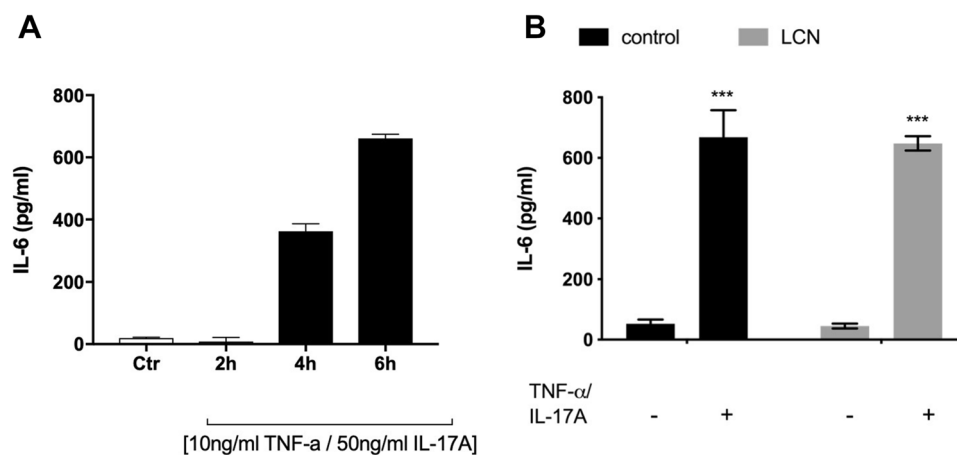 A
IL-6 (pg/ml)
800
600
400
200
0
Ctr 2h 4h 6h
[10ng/ml TNF-a / 50ng/ml IL-17A]
B
control LCN
IL-6 (pg/ml)
800
600
400
200
0
*** ***
TNF-α/
IL-17A - + - +